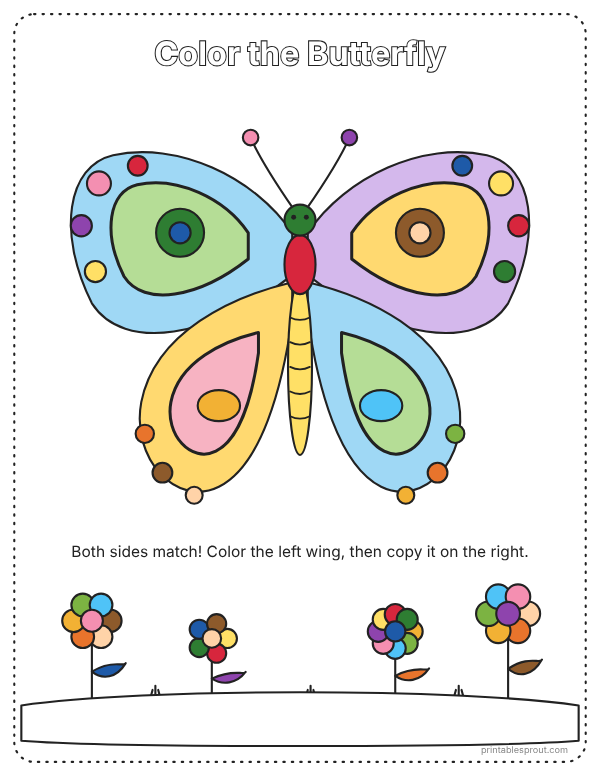 Color the Butterfly
Both sides match! Color the left wing, then copy it on the right.
printablesprout.com